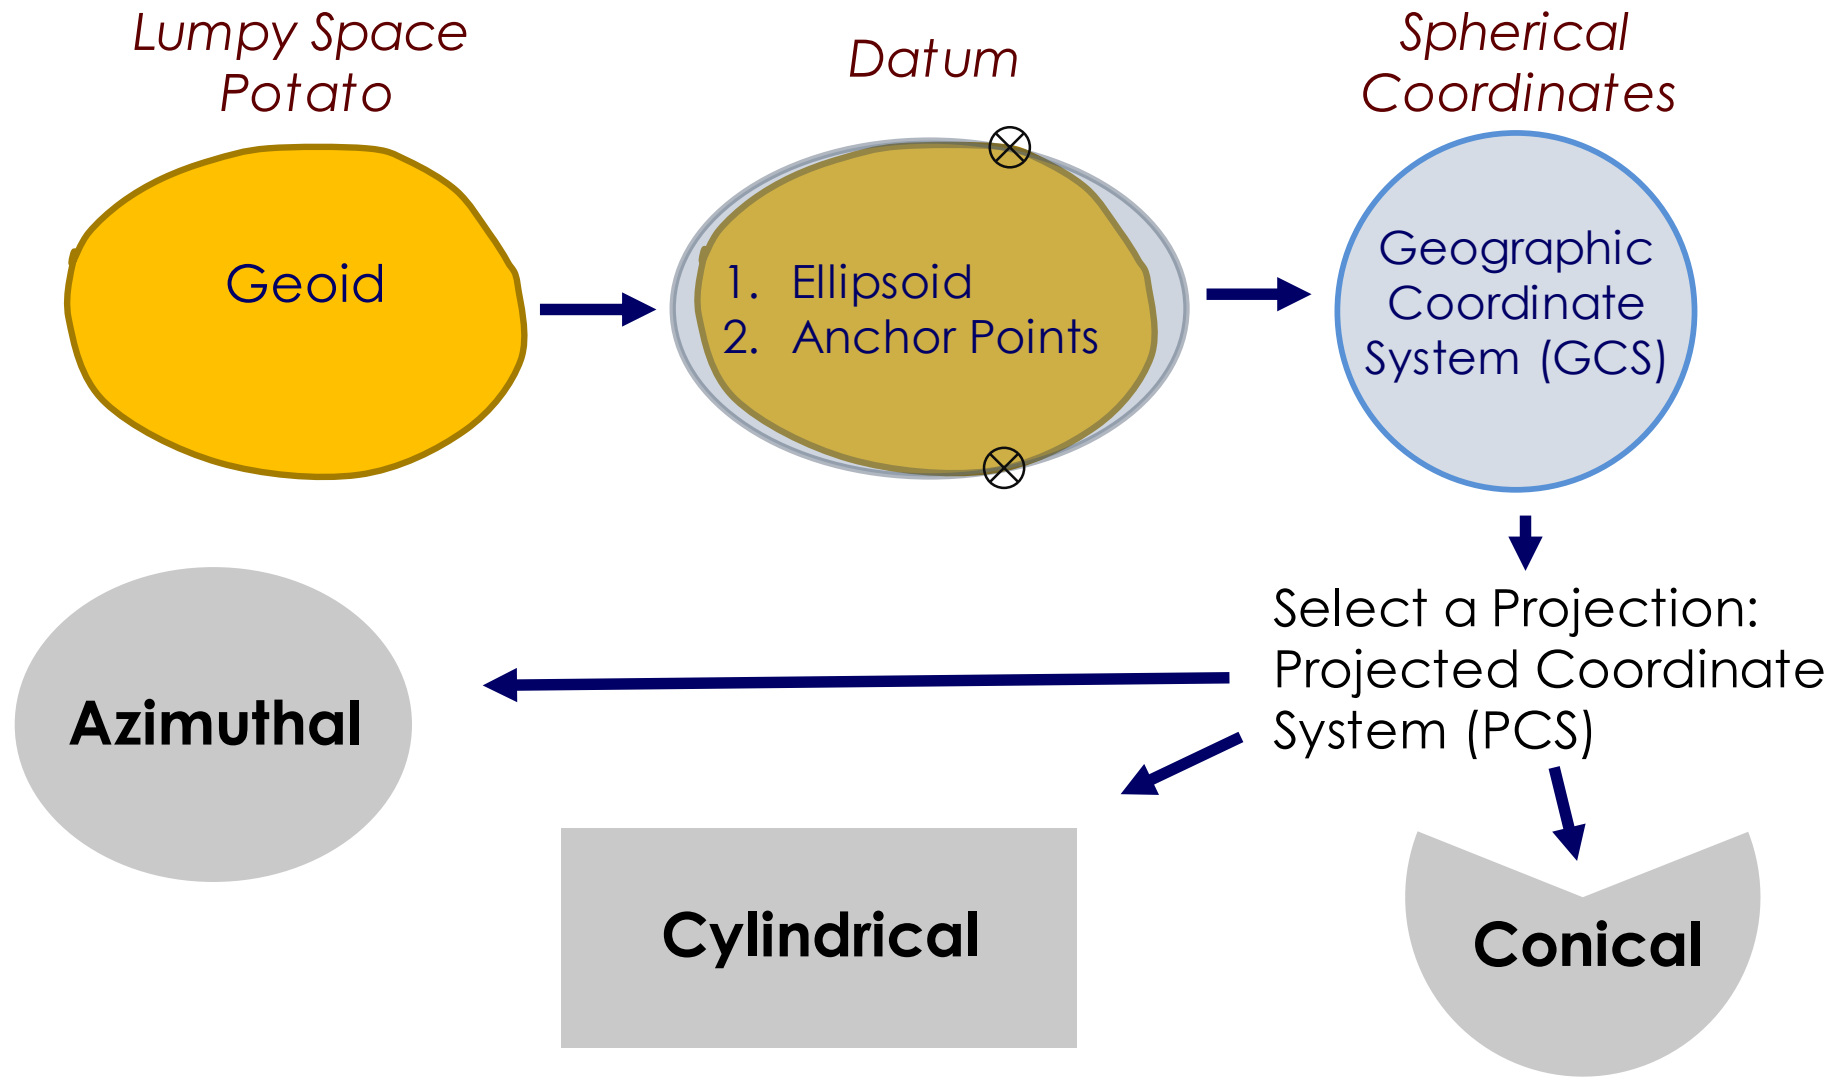 Lumpy Space
Potato
Datum
Spherical
Coordinates
Geoid
1. Ellipsoid
2. Anchor Points
Geographic
Coordinate
System (GCS)
Select a Projection:
Projected Coordinate
System (PCS)
Azimuthal
Cylindrical
Conical